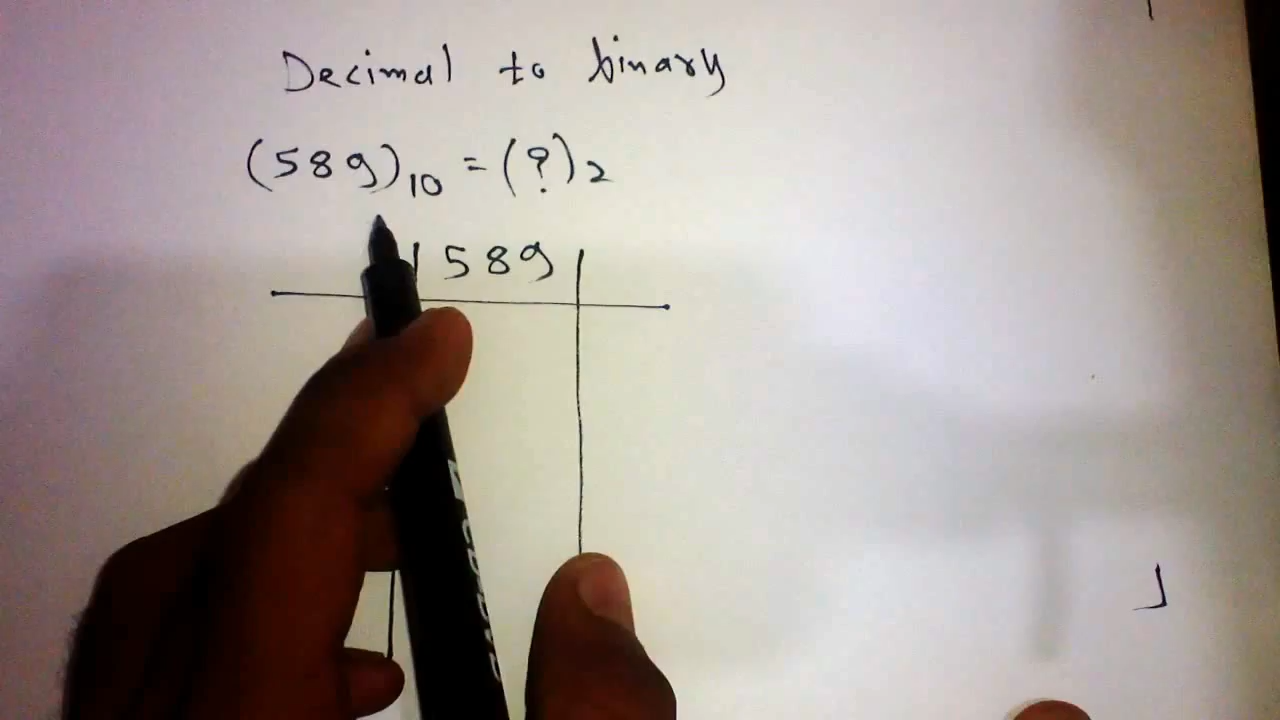 Decimal to binary
(589)10 = (?)2
589